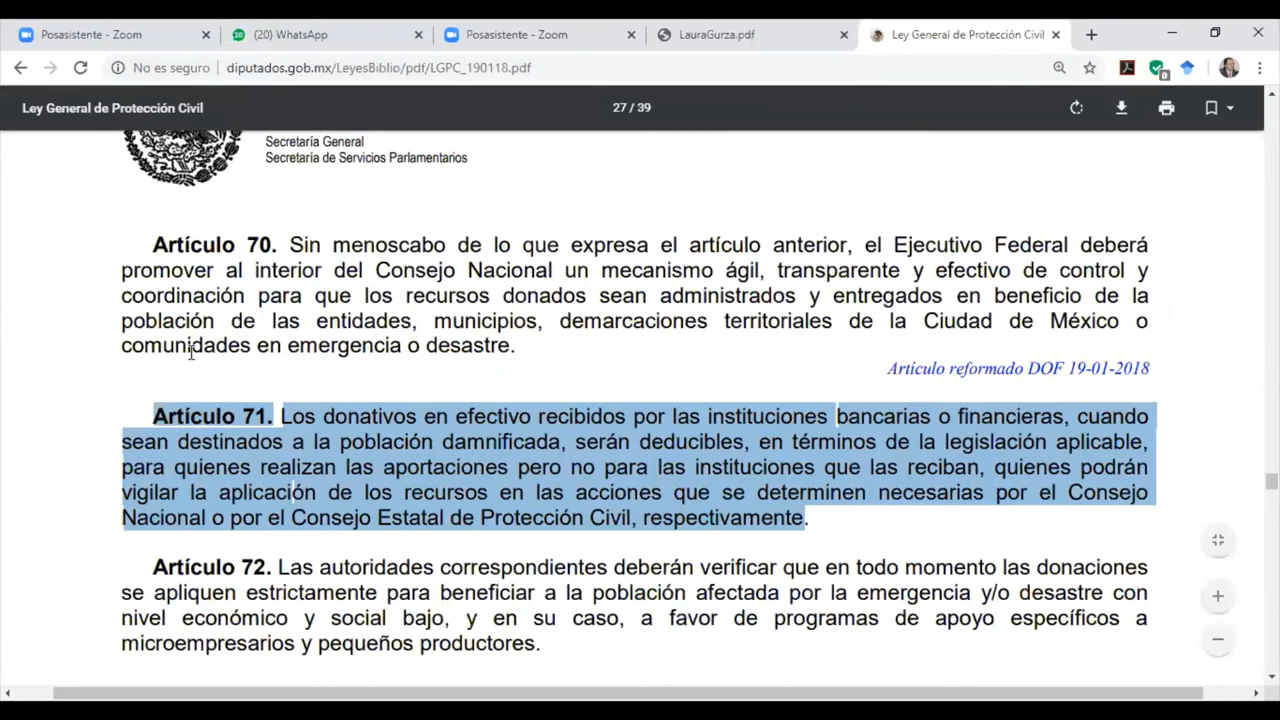 Posasistente - Zoom
(20) WhatsApp
Posasistente - Zoom
LauraGurza.pdf
Ley General de Protección Civil
No es seguro
diputados.gob.mx/LeyesBiblio/pdf/LGPC_190118.pdf
0
Ley General de Protección Civil
27 / 39
Secretaría General
Secretaría de Servicios Parlamentarios
Artículo 70. Sin menoscabo de lo que expresa el artículo anterior, el Ejecutivo Federal deberá
promover al interior del Consejo Nacional un mecanismo ágil, transparente y efectivo de control y
coordinación para que los recursos donados sean administrados y entregados en beneficio de la
población de las entidades, municipios, demarcaciones territoriales de la Ciudad de México o
comunidades en emergencia o desastre.
Artículo reformado DOF 19-01-2018
Artículo 71. Los donativos en efectivo recibidos por las instituciones bancarias o financieras, cuando
sean destinados a la población damnificada, serán deducibles, en términos de la legislación aplicable,
para quienes realizan las aportaciones pero no para las instituciones que las reciban, quienes podrán
vigilar la aplicación de los recursos en las acciones que se determinen necesarias por el Consejo
Nacional o por el Consejo Estatal de Protección Civil, respectivamente.
Artículo 72. Las autoridades correspondientes deberán verificar que en todo momento las donaciones
se apliquen estrictamente para beneficiar a la población afectada por la emergencia y/o desastre con
nivel económico y social bajo, y en su caso, a favor de programas de apoyo específicos a
microempresarios y pequeños productores.